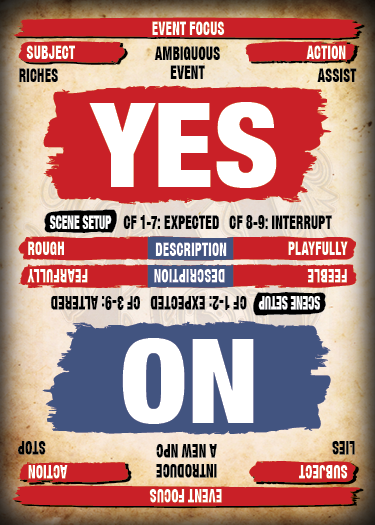 EVENT FOCUS
SUBJECT AMBIGUOUS ACTION
RICHES EVENT ASSIST
YES
SCENE SETUP CF 1-7: EXPECTED CF 8-9: INTERRUPT
ROUGH DESCRIPTION PLAYFULLY
EVENT FOCUS
SUBJECT INTRODUCE ACTION
LIES A NEW NPC STOP
NO
SCENE SETUP CF 1-2: EXPECTED CF 3-9: ALTRED
FEEBLE DESCRIPTION FEARFULLY